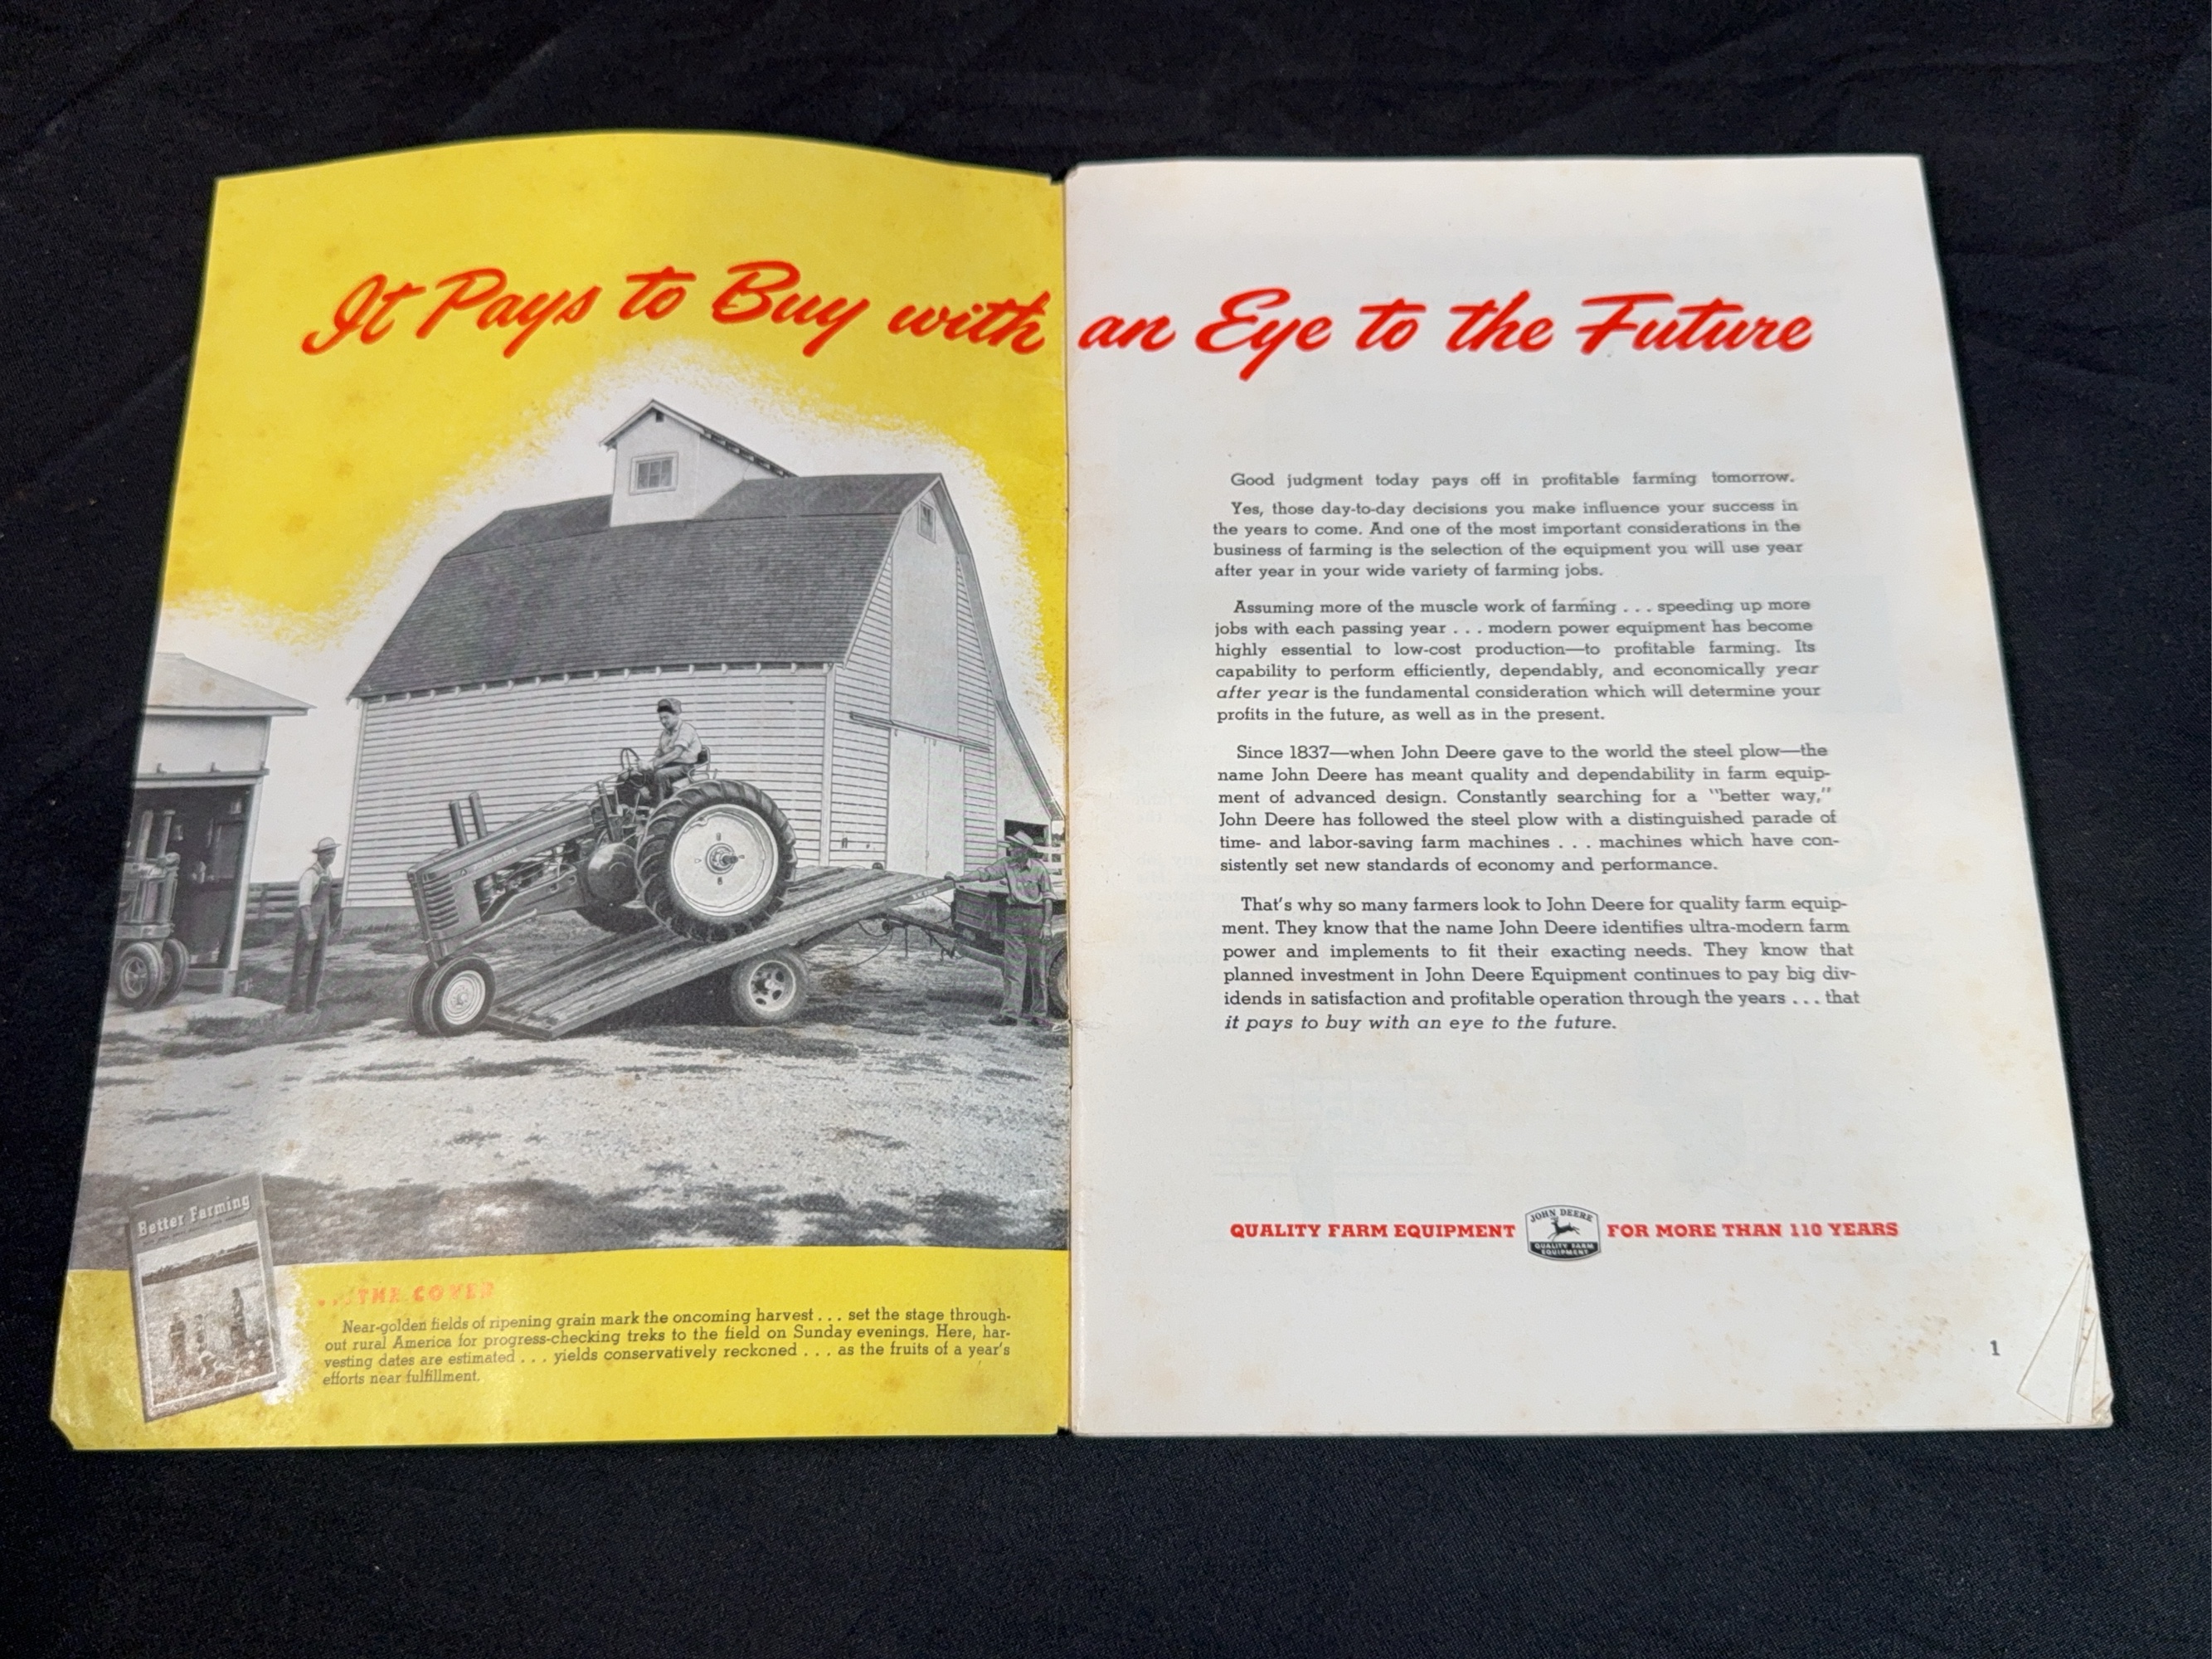 It Pays to Buy with an Eye to the Future
Better Farming
. . . THE COVER
Near-golden fields of ripening grain mark the oncoming harvest . . . set the stage through-
out rural America for progress-checking treks to the field on Sunday evenings. Here, har-
vesting dates are estimated . . . yields conservatively reckoned . . . as the fruits of a year's
efforts near fulfillment.
Good judgment today pays off in profitable farming tomorrow.
Yes, those day-to-day decisions you make influence your success in
the years to come. And one of the most important considerations in the
business of farming is the selection of the equipment you will use year
after year in your wide variety of farming jobs.
Assuming more of the muscle work of farming . . . speeding up more
jobs with each passing year . . . modern power equipment has become
highly essential to low-cost production—to profitable farming. Its
capability to perform efficiently, dependably, and economically year
after year is the fundamental consideration which will determine your
profits in the future, as well as in the present.
Since 1837—when John Deere gave to the world the steel plow—the
name John Deere has meant quality and dependability in farm equip-
ment of advanced design. Constantly searching for a "better way,"
John Deere has followed the steel plow with a distinguished parade of
time- and labor-saving farm machines . . . machines which have con-
sistently set new standards of economy and performance.
That's why so many farmers look to John Deere for quality farm equip-
ment. They know that the name John Deere identifies ultra-modern farm
power and implements to fit their exacting needs. They know that
planned investment in John Deere Equipment continues to pay big div-
idends in satisfaction and profitable operation through the years . . . that
it pays to buy with an eye to the future.
QUALITY FARM EQUIPMENT
JOHN DEERE
QUALITY FARM
EQUIPMENT
FOR MORE THAN 110 YEARS
1